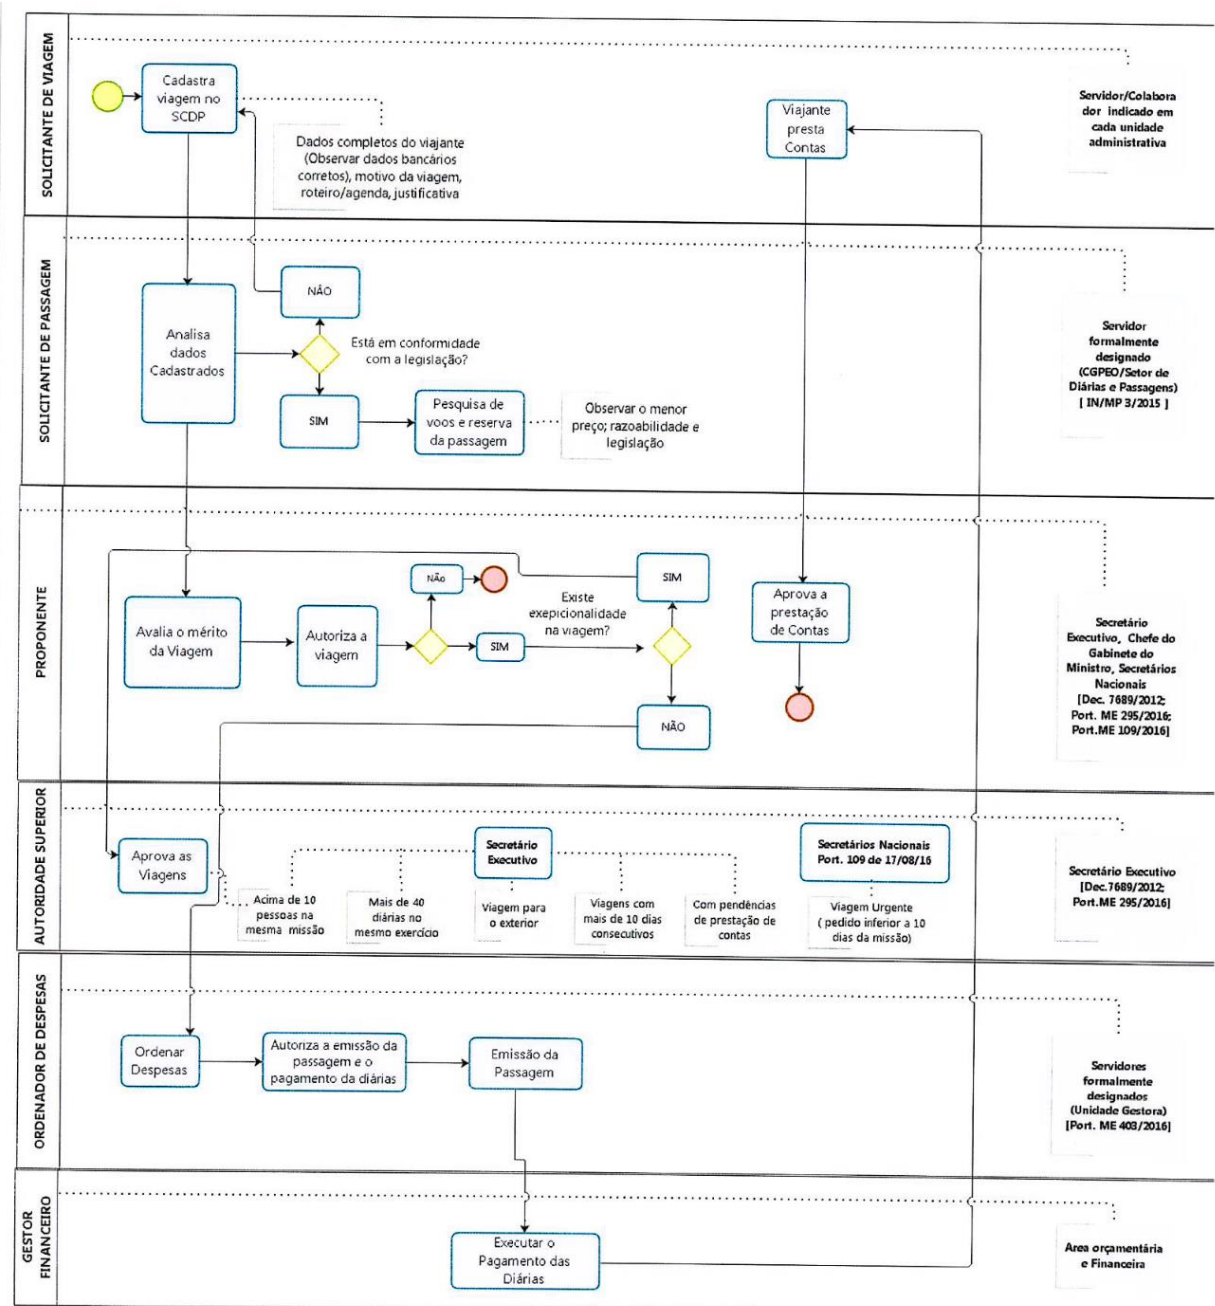 SOLICITANTE DE VIAGEM
Cadastra
viagem no
SCDP
Dados completos do viajante
(Observar dados bancários
corretos), motivo da viagem,
roteiro/agenda, justificativa
Viajante
presta
Contas
Servidor/Colabora
dor indicado em
cada unidade
administrativa
SOLICITANTE DE PASSAGEM
Analisa
dados
Cadastrados
NÃO
Está em conformidade
com a legislação?
SIM
Pesquisa de
voos e reserva
da passagem
Observar o menor
preço; razoabilidade e
legislação
Servidor
formalmente
designado
(CGPEO/Setor de
Diárias e Passagens)
[ IN/MP 3/2015 ]
PROPONENTE
Avalia o mérito
da Viagem
Autoriza a
viagem
NÃo
SIM
Existe
exepicionalidade
na viagem?
SIM
NÃO
Aprova a
prestação
de Contas
Secretário
Executivo, Chefe do
Gabinete do
Ministro, Secretários
Nacionais
[Dec. 7689/2012;
Port. ME 295/2016;
Port.ME 109/2016]
AUTORIDADE SUPERIOR
Aprova as
Viagens
Acima de 10
pessoas na
mesma missão
Mais de 40
diárias no
mesmo exercício
Secretário
Executivo
Viagem para
o exterior
Viagens com
mais de 10 dias
consecutivos
Com pendências
de prestação de
contas
Secretários Nacionais
Port. 109 de 17/08/16
Viagem Urgente
( pedido inferior a 10
dias da missão)
Secretário Executivo
[Dec.7689/2012;
Port.ME 295/2016]
ORDENADOR DE DESPESAS
Ordenar
Despesas
Autoriza a emissão da
passagem e o
pagamento da diárias
Emissão da
Passagem
Servidores
formalmente
designados
(Unidade Gestora)
[Port. ME 403/2016]
GESTOR
FINANCEIRO
Executar o
Pagamento das
Diárias
Area orçamentária
e Financeira